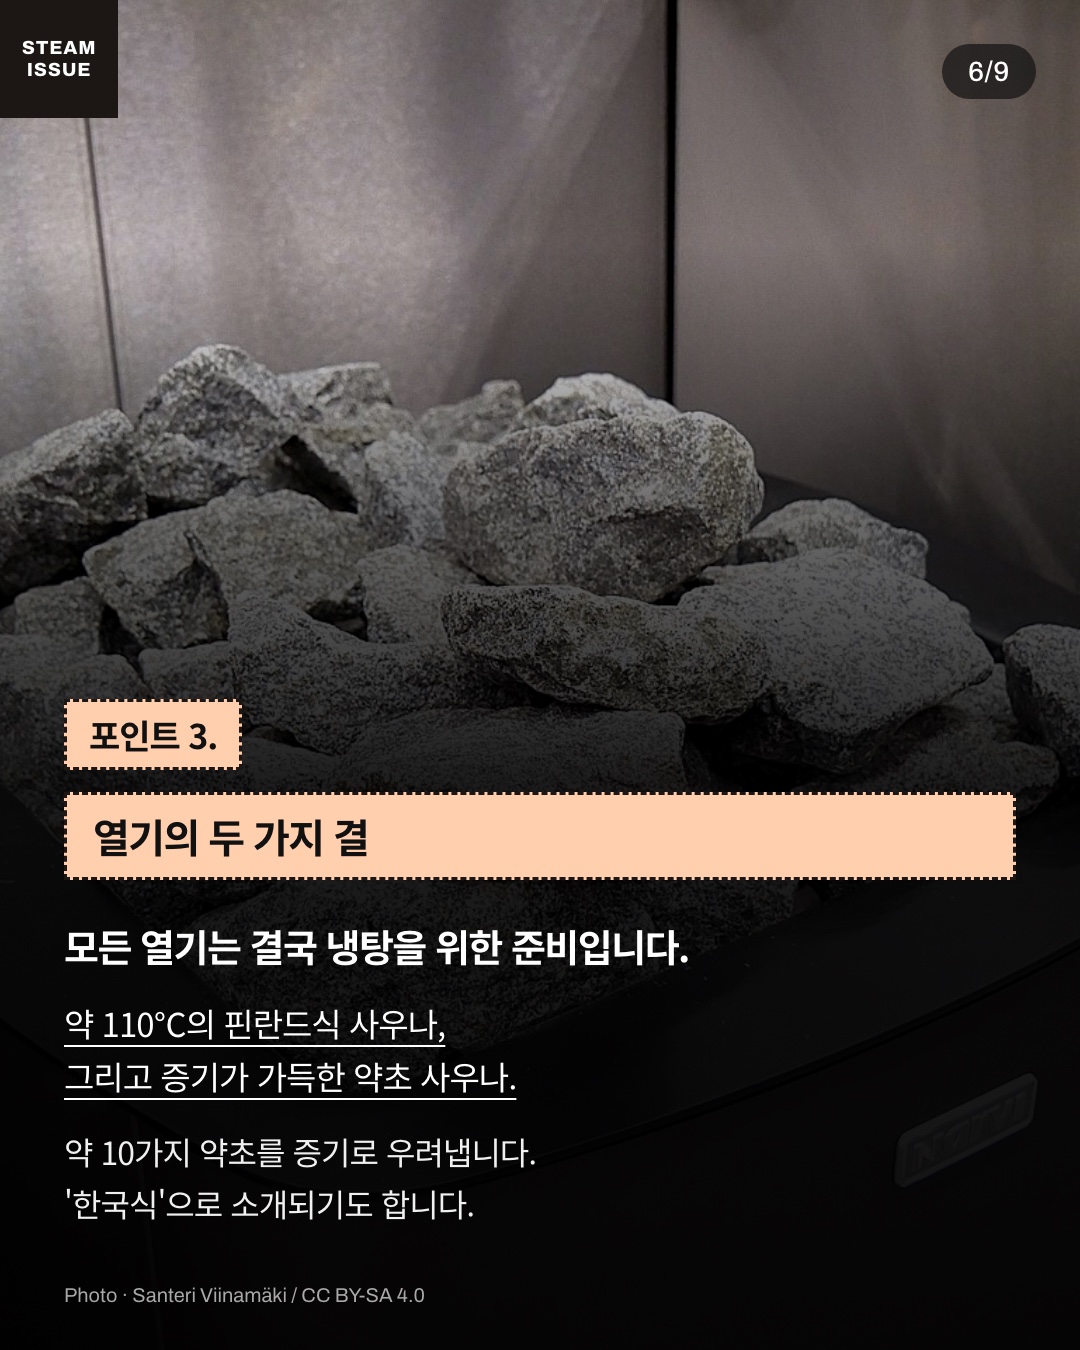 STEAM
ISSUE
6/9
포인트 3.
열기의 두 가지 결
모든 열기는 결국 냉탕을 위한 준비입니다.
약 110°C의 핀란드식 사우나,
그리고 증기가 가득한 약초 사우나.
약 10가지 약초를 증기로 우려냅니다.
'한국식'으로 소개되기도 합니다.
Photo · Santeri Viinamäki / CC BY-SA 4.0